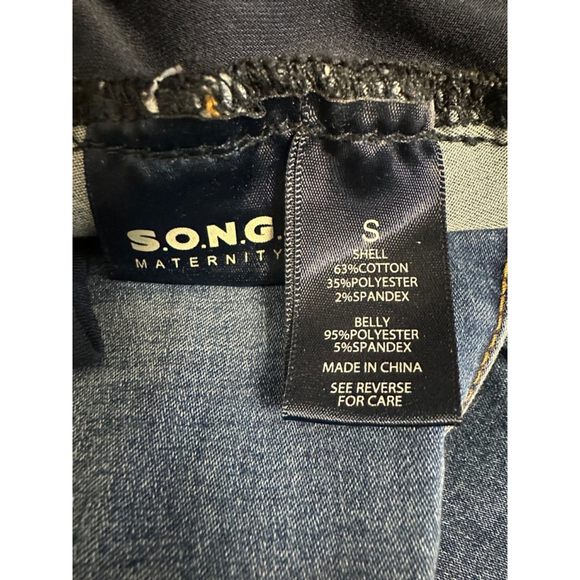 S.O.N.G.
MATERNITY
S
SHELL
63%COTTON
35%POLYESTER
2%SPANDEX
BELLY
95%POLYESTER
5%SPANDEX
MADE IN CHINA
SEE REVERSE
FOR CARE